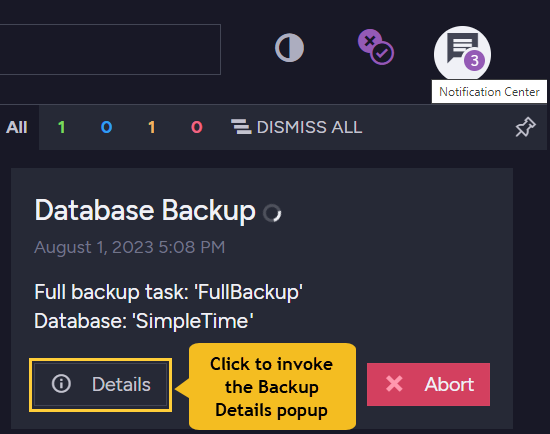 3
Notification Center
All 1 0 1 0 DISMISS ALL
Database Backup
August 1, 2023 5:08 PM
Full backup task: 'FullBackup'
Database: 'SimpleTime'
Details
Click to invoke
the Backup
Details popup
Abort